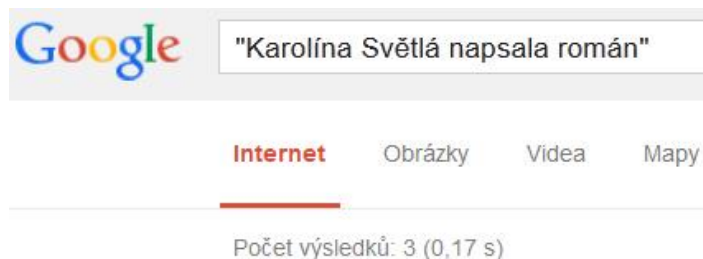 Google "Karolína Světlá napsala román"
Internet Obrázky Videa Mapy
Počet výsledků: 3 (0,17 s)